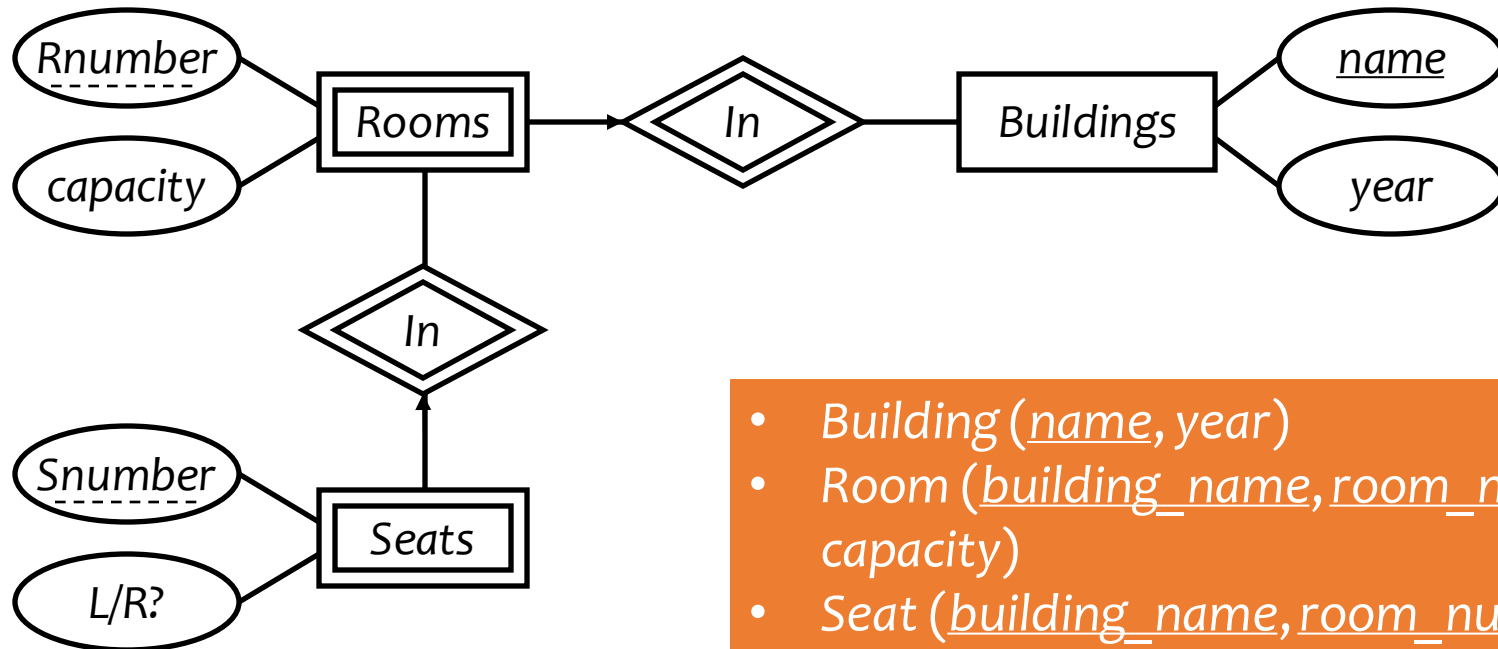 Rnumber
Rooms
In
Buildings
name
capacity
year
In
Snumber
Seats
L/R?
• Building (name, year)
• Room (building_name, room_n
capacity)
• Seat (building_name, room_nu